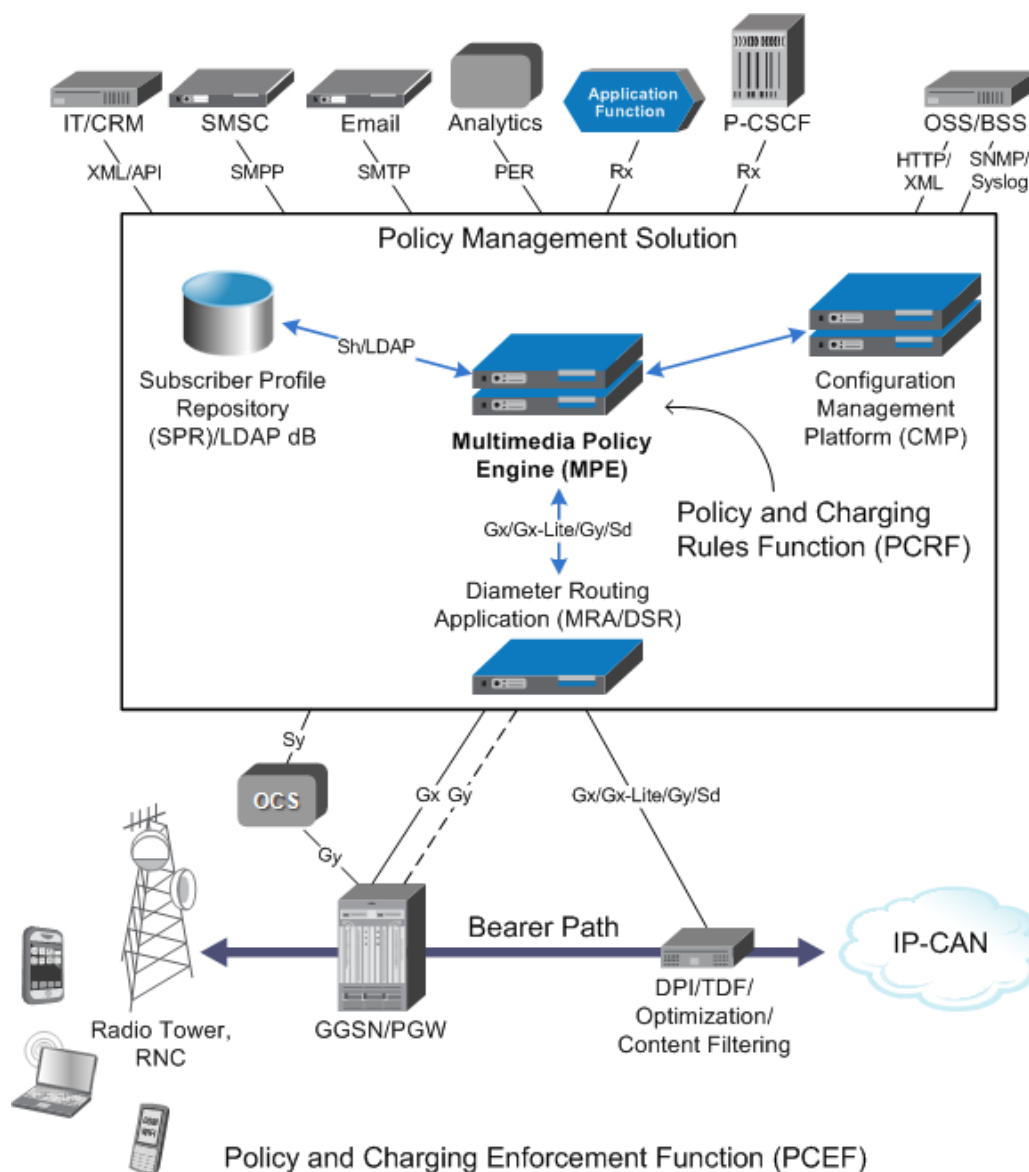 IT/CRM
SMSC
Email
Analytics
Application
Function
P-CSCF
OSS/BSS
XML/API
SMPP
SMTP
PER
Rx
Rx
HTTP/
XML
SNMP/
Syslog
Policy Management Solution
Sh/LDAP
Subscriber Profile
Repository
(SPR)/LDAP dB
Multimedia Policy
Engine (MPE)
Configuration
Management
Platform (CMP)
Policy and Charging
Rules Function (PCRF)
Gx/Gx-Lite/Gy/Sd
Diameter Routing
Application (MRA/DSR)
Sy
OCS
Gx
Gy
Gx/Gx-Lite/Gy/Sd
Gy
Bearer Path
IP-CAN
Radio Tower,
RNC
GGSN/PGW
DPI/TDF/
Optimization/
Content Filtering
Policy and Charging Enforcement Function (PCEF)